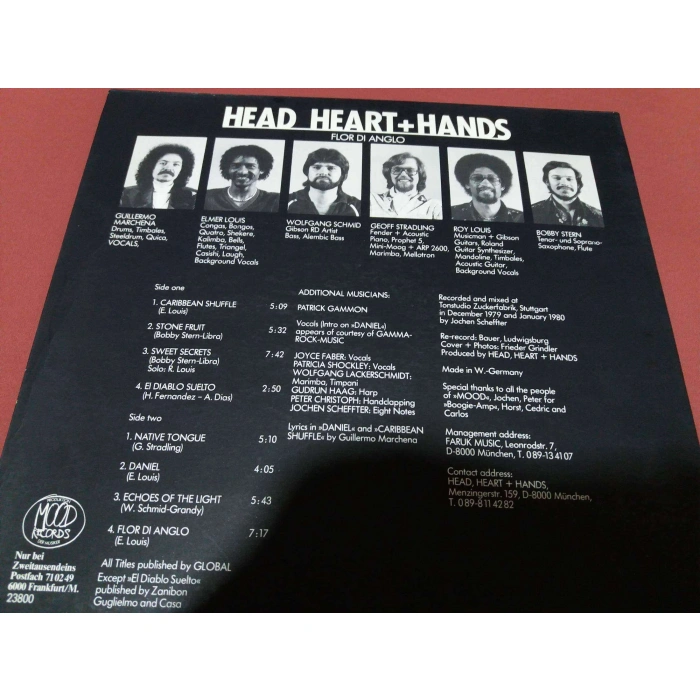 HEAD HEART+HANDS
FLOR DI ANGLO
GUILLERMO
MARCHENA
Drums, Timbales,
Steeldrum, Quica,
VOCALS,
ELMER LOUIS
Congas, Bongos,
Quatro, Shekere,
Kalimba, Bells,
Flutes, Triangel,
Casishi, Laugh,
Background Vocals
WOLFGANG SCHMID
Gibson RD Artist
Bass, Alembic Bass
GEOFF STRADLING
Fender + Acoustic
Piano, Prophet 5,
Mini-Moog + ARP 2600,
Marimba, Mellotron
ROY LOUIS
Musicman + Gibson
Guitars, Roland
Guitar Synthesizer,
Mandoline, Timbales,
Acoustic Guitar,
Background Vocals
BOBBY STERN
Tenor- und Soprano-
Saxophone, Flute
Side one
1. CARIBBEAN SHUFFLE 5:09
(E. Louis)
2. STONE FRUIT 5:32
(Bobby Stern-Libra)
3. SWEET SECRETS 7:42
(Bobby Stern-Libra)
Solo: R. Louis
4. El DIABLO SUELTO 2:50
(H. Fernandez – A. Dias)
Side two
1. NATIVE TONGUE 5:10
(G. Stradling)
2. DANIEL 4:05
(E. Louis)
3. ECHOES OF THE LIGHT 5:43
(W. Schmid-Grandy)
4. FLOR DI ANGLO 7:17
(E. Louis)
All Titles published by GLOBAL
Except »El Diablo Suelto«
published by Zanibon
Guglielmo and Casa
ADDITIONAL MUSICIANS:
PATRICK GAMMON
Vocals (Intro on »DANIEL«)
appears of courtesy of GAMMA-
ROCK-MUSIC
JOYCE FABER: Vocals
PATRICIA SHOCKLEY: Vocals
WOLFGANG LACKERSCHMIDT:
Marimba, Timpani
GUDRUN HAAG: Harp
PETER CHRISTOPH: Handclapping
JOCHEN SCHEFFTER: Eight Notes
Lyrics in »DANIEL« and »CARIBBEAN
SHUFFLE« by Guillermo Marchena
Recorded and mixed at
Tonstudio Zuckerfabrik, Stuttgart
in December 1979 and January 1980
by Jochen Scheffter
Re-record: Bauer, Ludwigsburg
Cover + Photos: Frieder Grindler
Produced by HEAD, HEART + HANDS
Made in W.-Germany
Special thanks to all the people
of »MOOD«, Jochen, Peter for
»Boogie-Amp«, Horst, Cedric and
Carlos
Management address:
FARUK MUSIC, Leonrodstr. 7,
D-8000 München, T. 089-134107
Contact address:
HEAD, HEART + HANDS,
Menzingerstr. 159, D-8000 München,
T. 089-8114282
MOOD
RECORDS
DER MUSIKER
Nur bei
Zweitausendeins
Postfach 710249
6000 Frankfurt/M.
23800